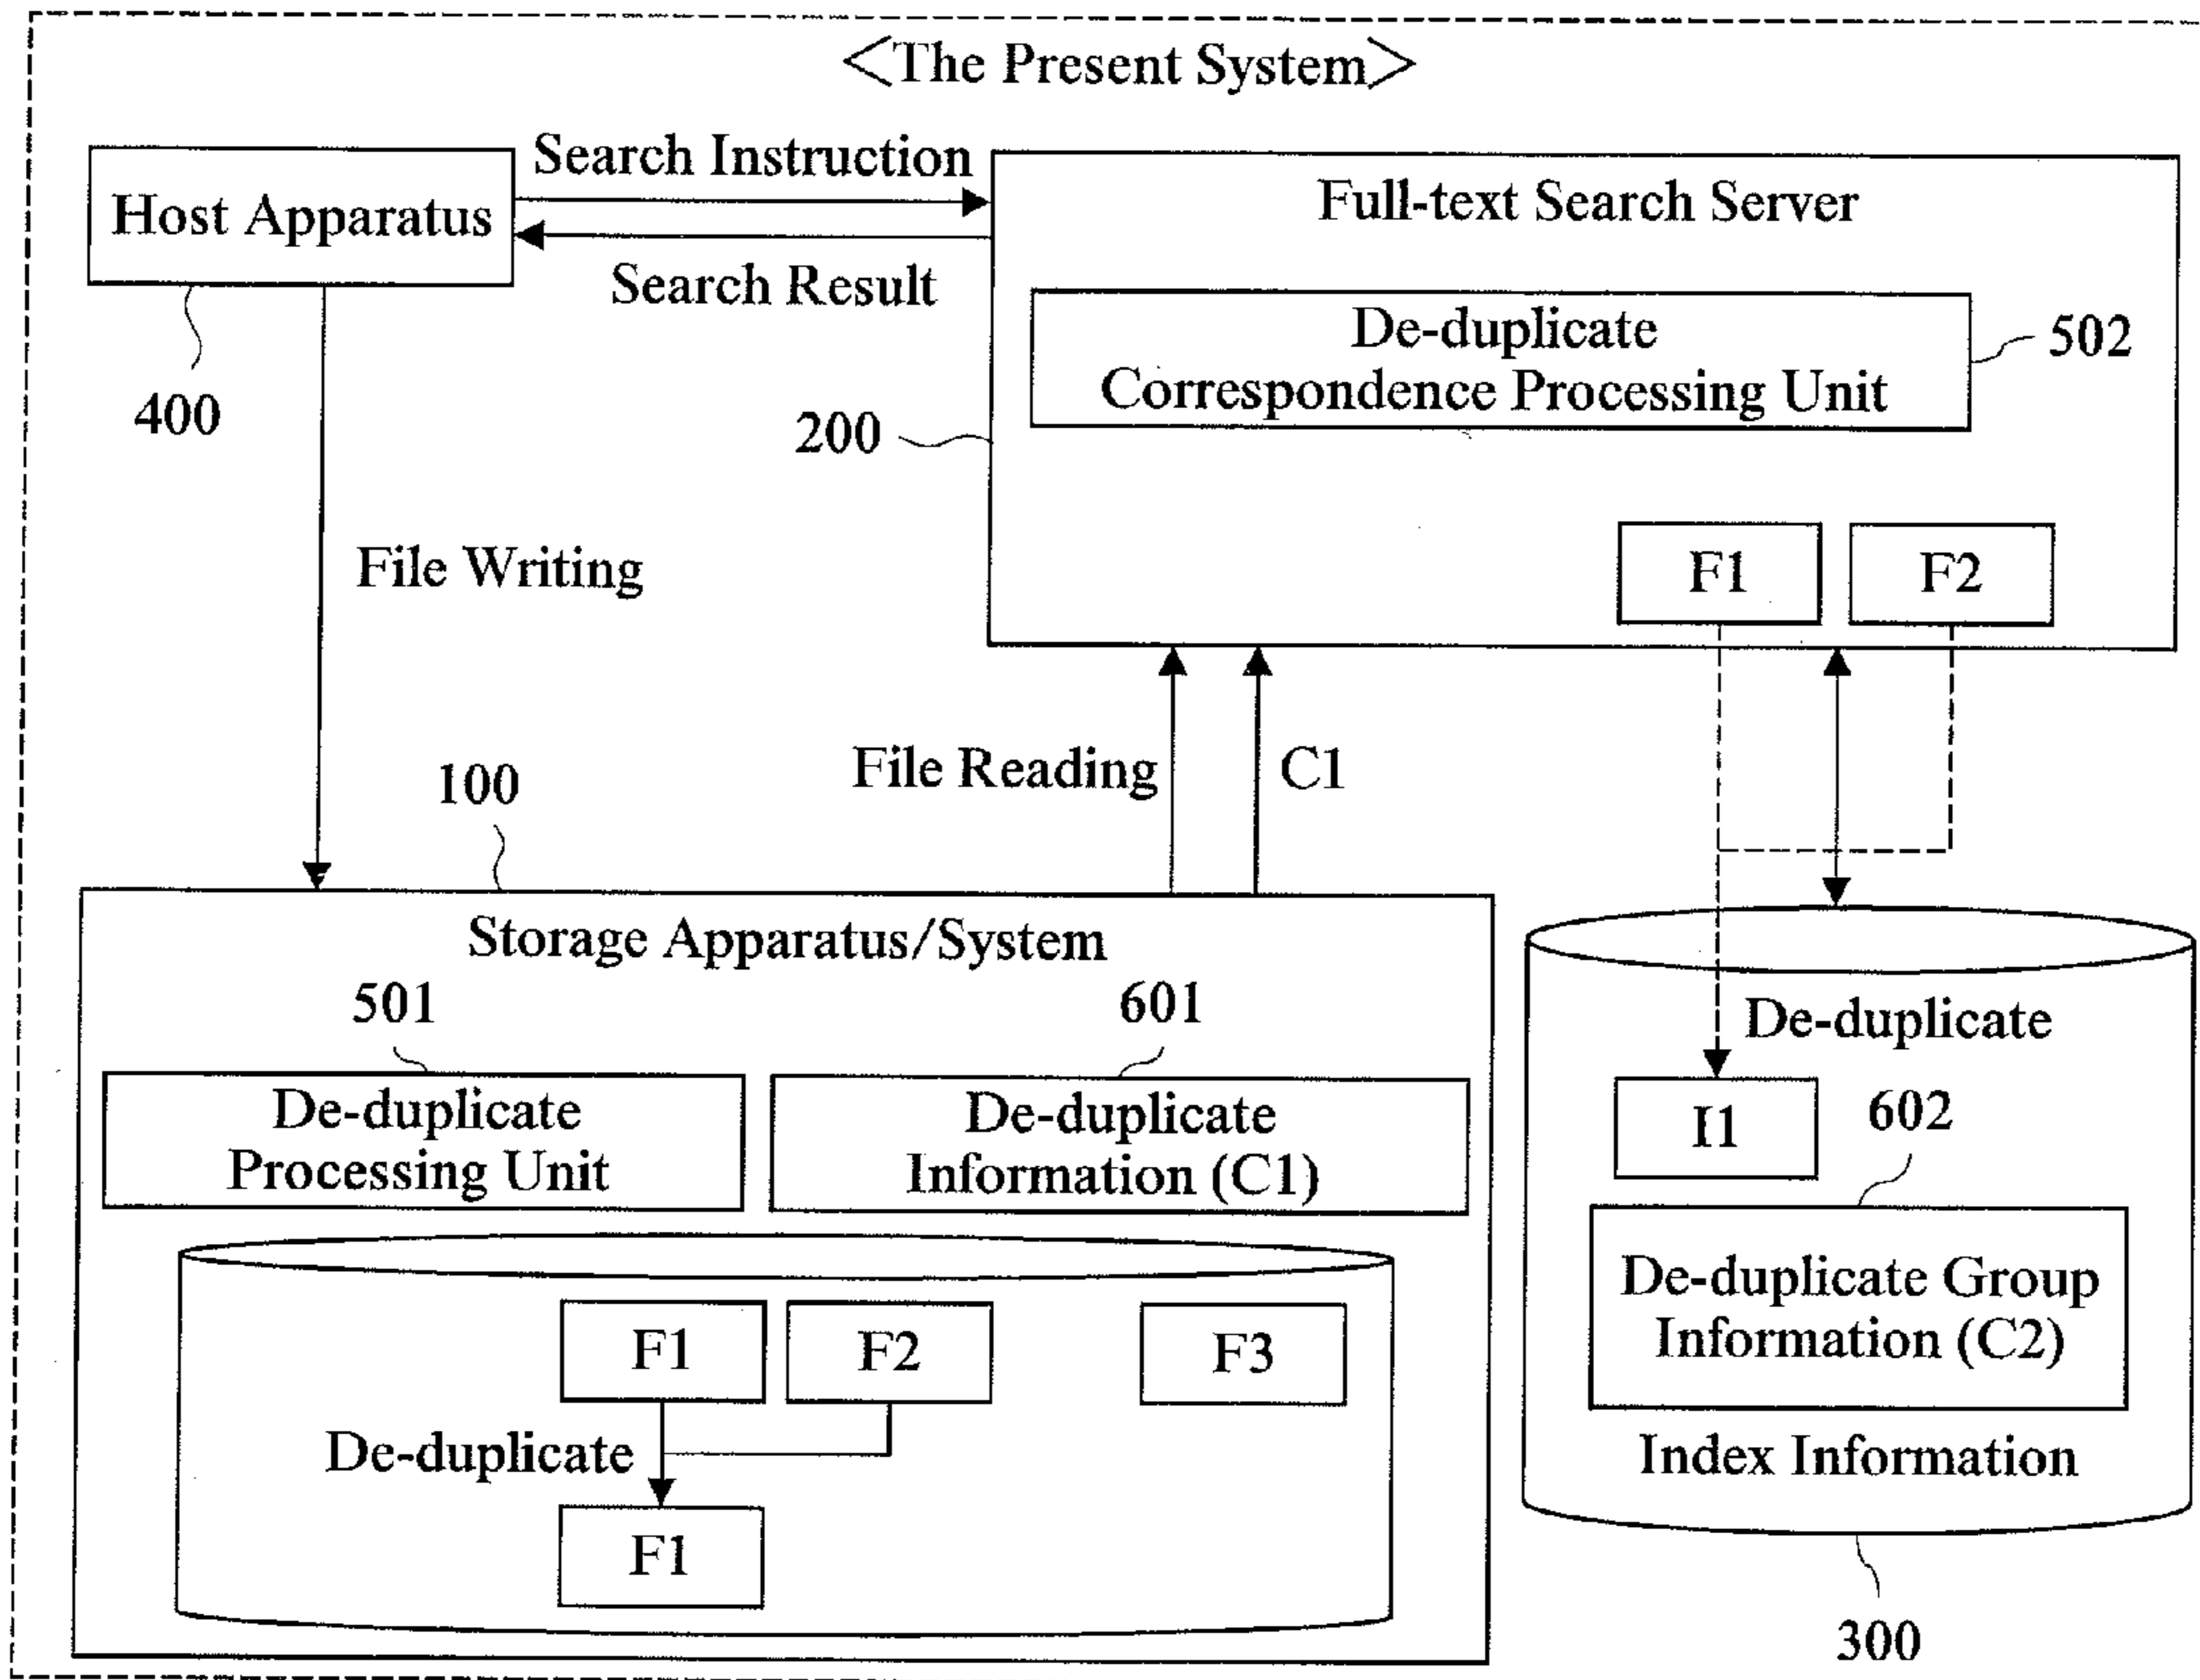 <The Present System>
Search Instruction
Host Apparatus
Search Result
400
Full-text Search Server
De-duplicate
Correspondence Processing Unit
502
200
F1
F2
File Writing
File Reading
C1
100
Storage Apparatus/System
501
601
De-duplicate
Processing Unit
De-duplicate
Information (C1)
F1
F2
F3
De-duplicate
F1
De-duplicate
I1
602
De-duplicate Group
Information (C2)
Index Information
300